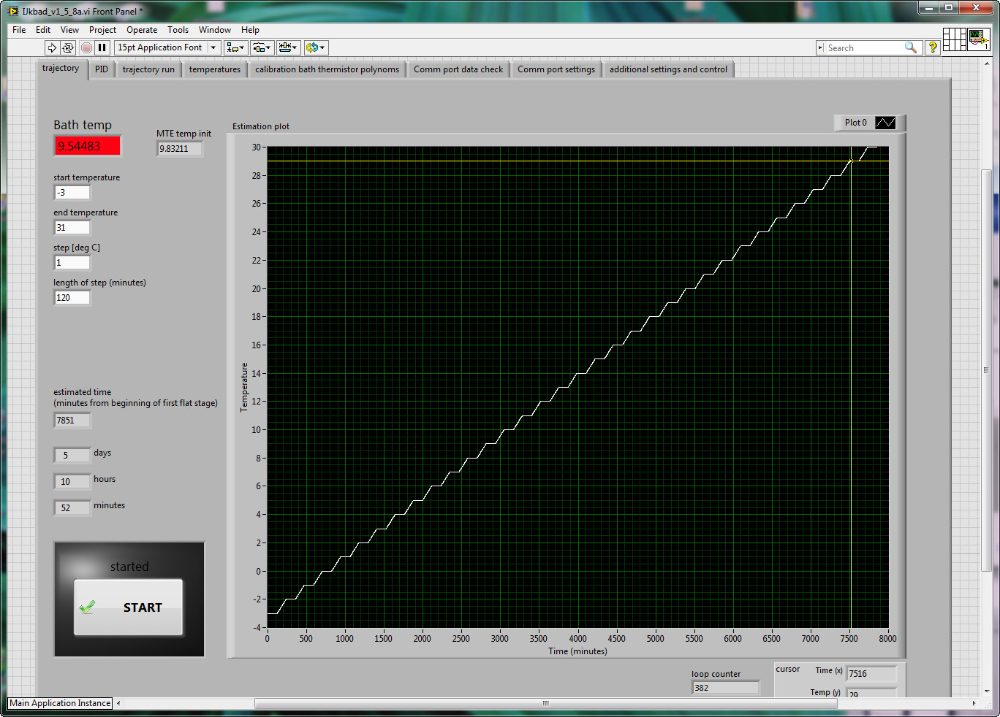 IJkbad_v1_5_8a.vi Front Panel *
File Edit View Project Operate Tools Window Help
15pt Application Font
Search
?
1
trajectory PID trajectory run temperatures calibration bath thermistor polynoms Comm port data check Comm port settings additional settings and control
Bath temp
9.54483
MTE temp init
9.83211
start temperature
-3
end temperature
31
step [deg C]
1
length of step (minutes)
120
estimated time
(minutes from beginning of first flat stage)
7851
5 days
10 hours
52 minutes
started
START
Estimation plot
Plot 0
30
28
26
24
22
20
18
16
14
12
10
8
6
4
2
0
-2
-4
Temperature
0 500 1000 1500 2000 2500 3000 3500 4000 4500 5000 5500 6000 6500 7000 7500 8000
Time (minutes)
loop counter
382
cursor
Time (x) 7516
Temp (y) 29
Main Application Instance